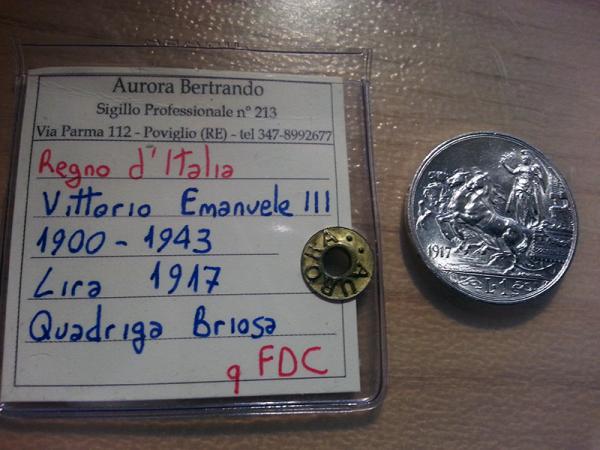 Aurora Bertrando
Sigillo Professionale n° 213
Via Parma 112 - Poviglio (RE) - tel 347-8992677
Regno d'Italia
Vittorio Emanuele III
1900 - 1943
Lira 1917
Quadriga Briosa
q FDC
AURORA
1917
L.1